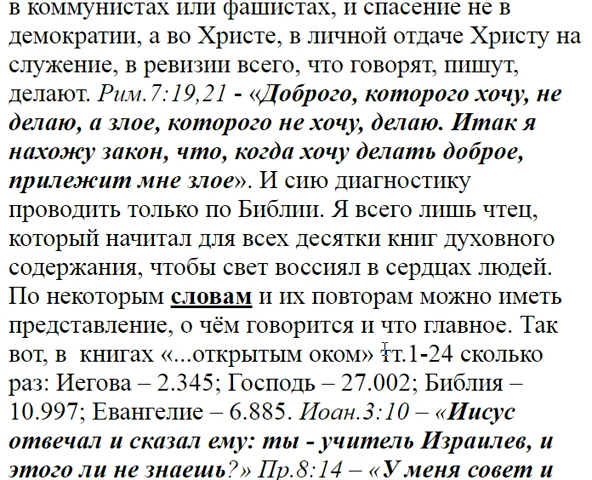 в коммунистах или фашистах, и спасение не в
демократии, а во Христе, в личной отдаче Христу на
служение, в ревизии всего, что говорят, пишут,
делают. Рим.7:19,21 - «Доброго, которого хочу, не
делаю, а злое, которого не хочу, делаю. Итак я
нахожу закон, что, когда хочу делать доброе,
прилежит мне злое». И сию диагностику
проводить только по Библии. Я всего лишь чтец,
который начитал для всех десятки книг духовного
содержания, чтобы свет воссиял в сердцах людей.
По некоторым словам и их повторам можно иметь
представление, о чём говорится и что главное. Так
вот, в книгах «...открытым оком» тт.1-24 сколько
раз: Иегова – 2.345; Господь – 27.002; Библия –
10.997; Евангелие – 6.885. Иоан.3:10 – «Иисус
отвечал и сказал ему: ты - учитель Израилев, и
этого ли не знаешь?» Пр.8:14 – «У меня совет и